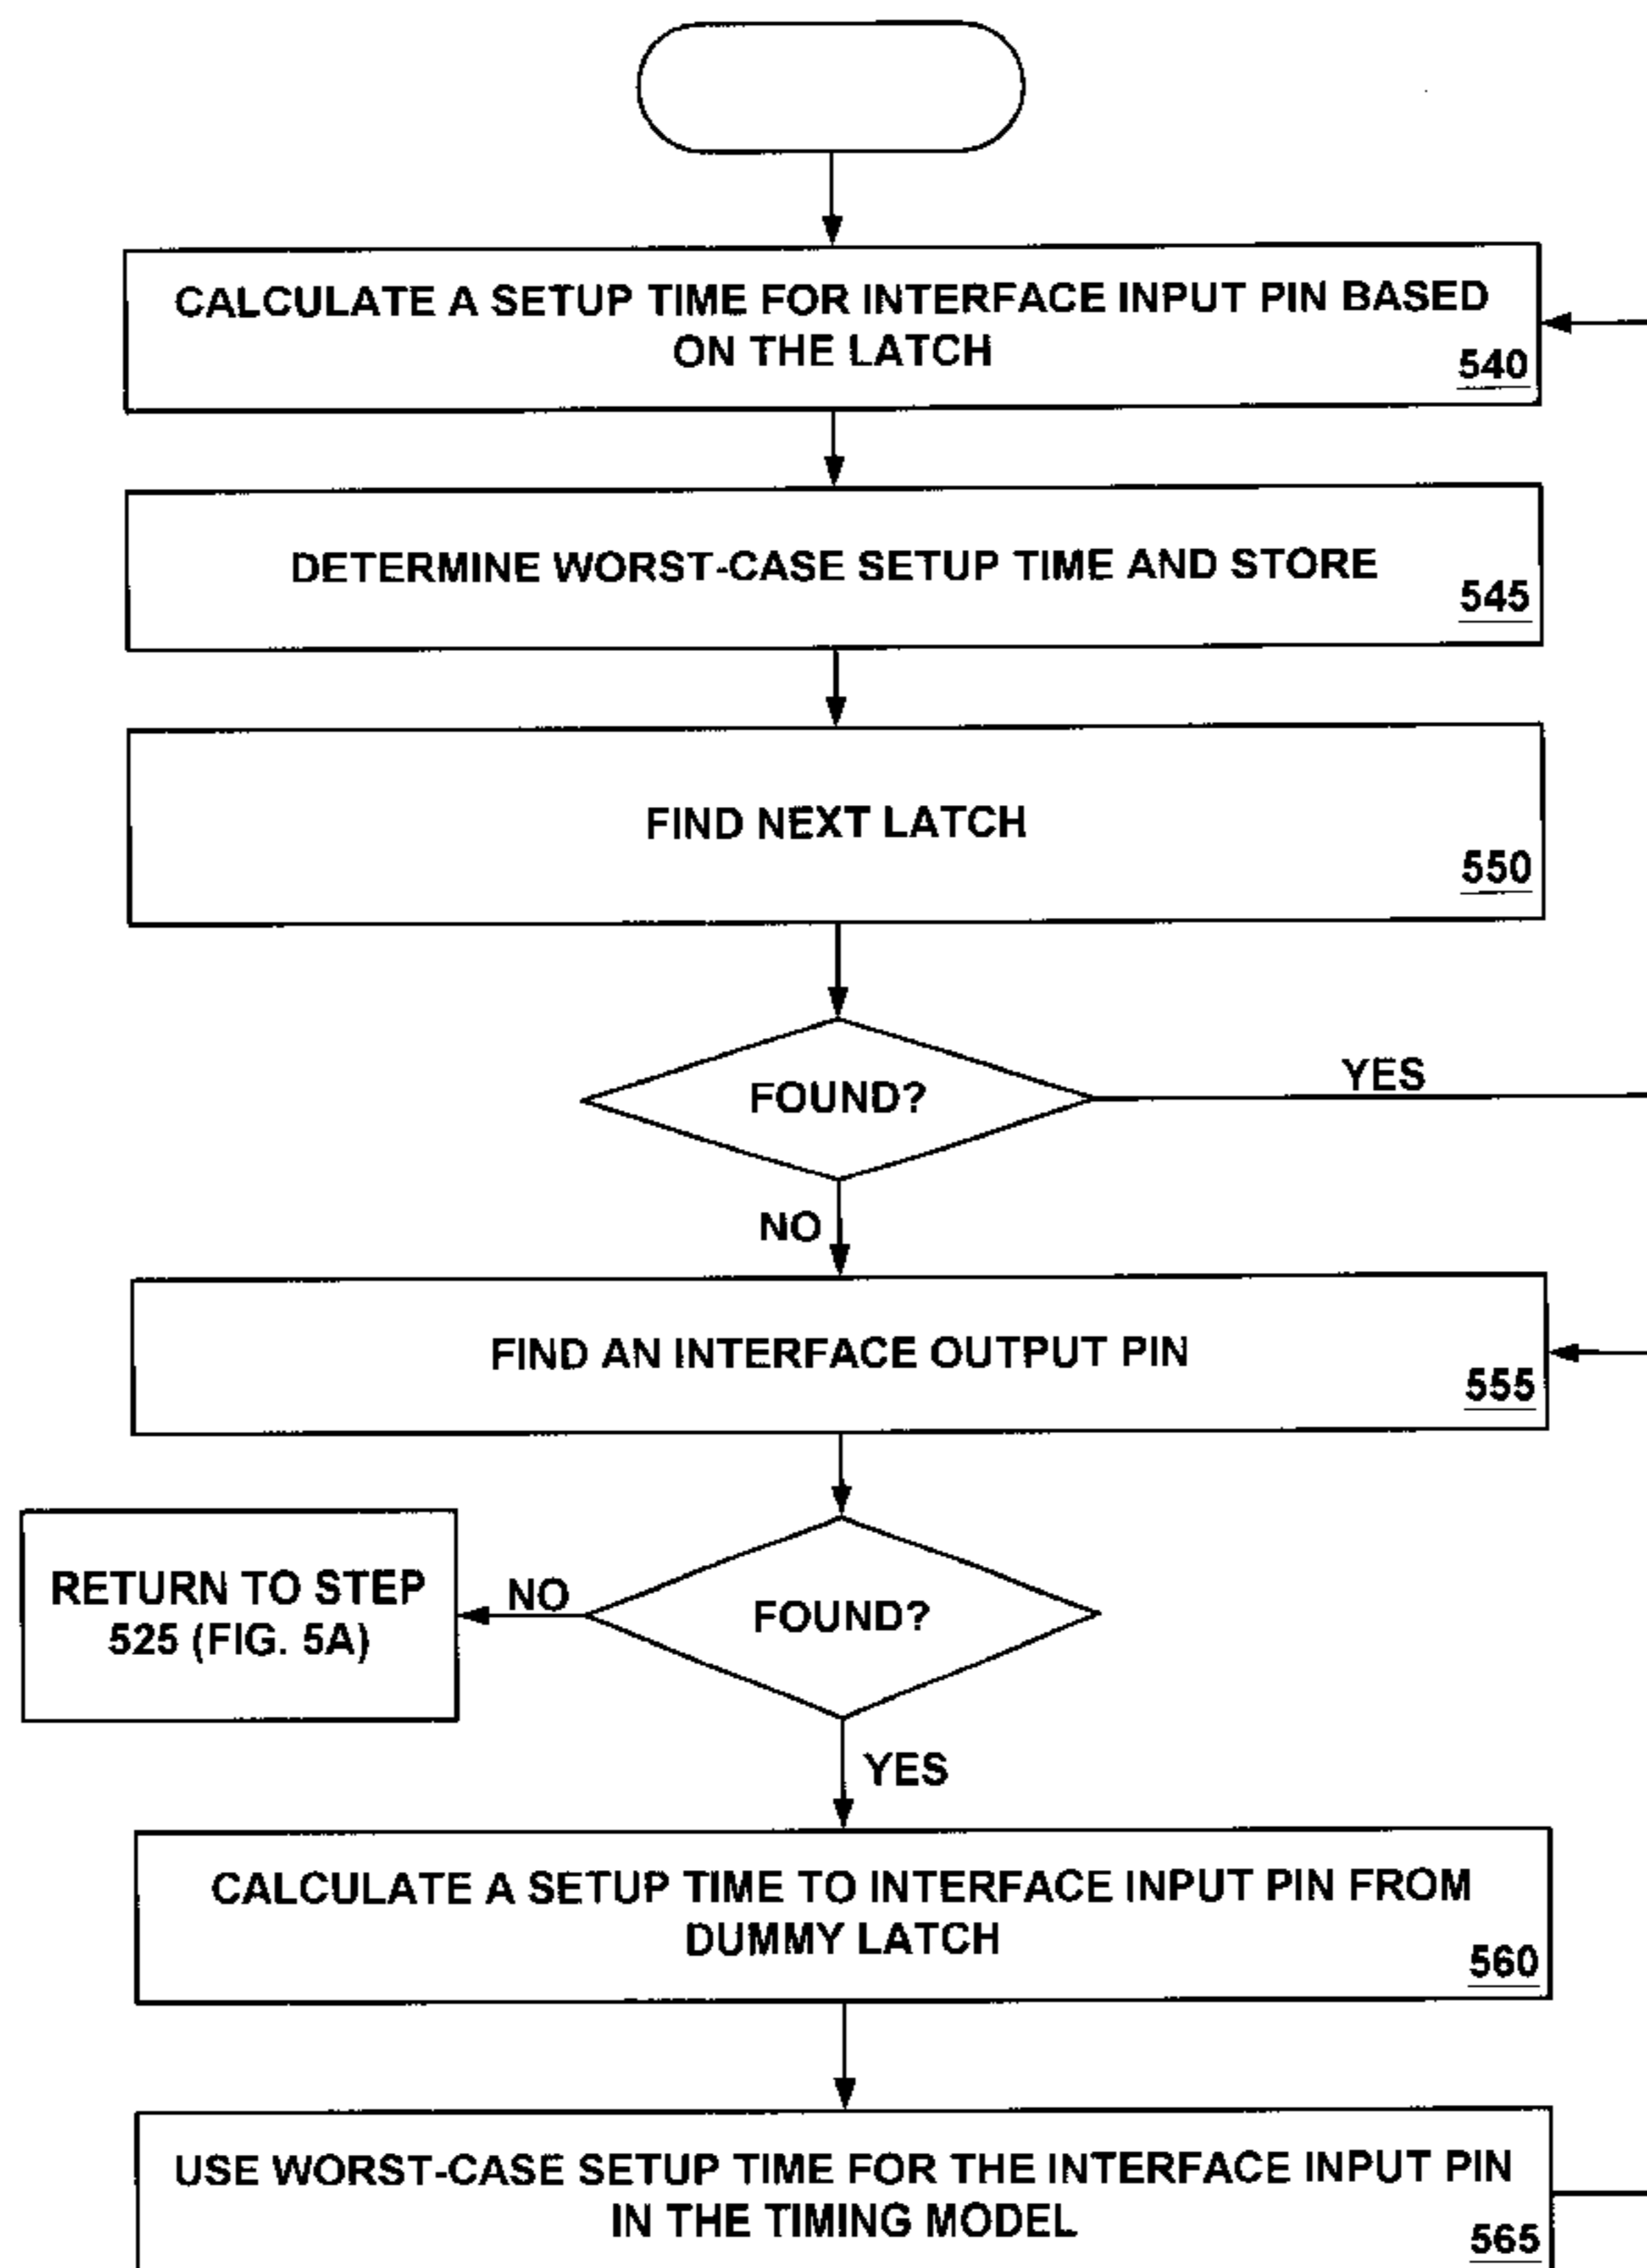 CALCULATE A SETUP TIME FOR INTERFACE INPUT PIN BASED
ON THE LATCH
540
DETERMINE WORST-CASE SETUP TIME AND STORE
545
FIND NEXT LATCH
550
FOUND?
YES
NO
FIND AN INTERFACE OUTPUT PIN
555
RETURN TO STEP
525 (FIG. 5A)
NO
FOUND?
YES
CALCULATE A SETUP TIME TO INTERFACE INPUT PIN FROM
DUMMY LATCH
560
USE WORST-CASE SETUP TIME FOR THE INTERFACE INPUT PIN
IN THE TIMING MODEL
565